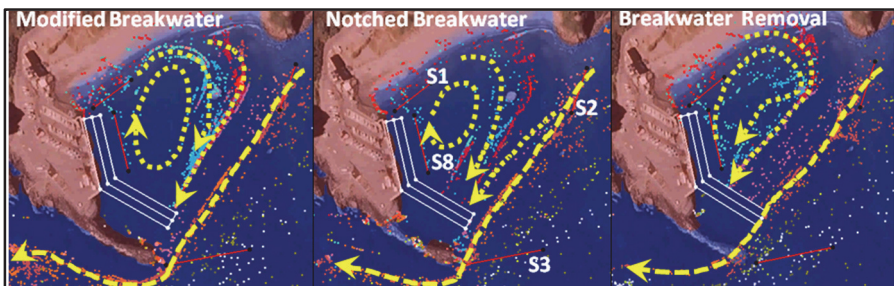 Modified Breakwater
Notched Breakwater
Breakwater Removal
S1
S2
S8
S3